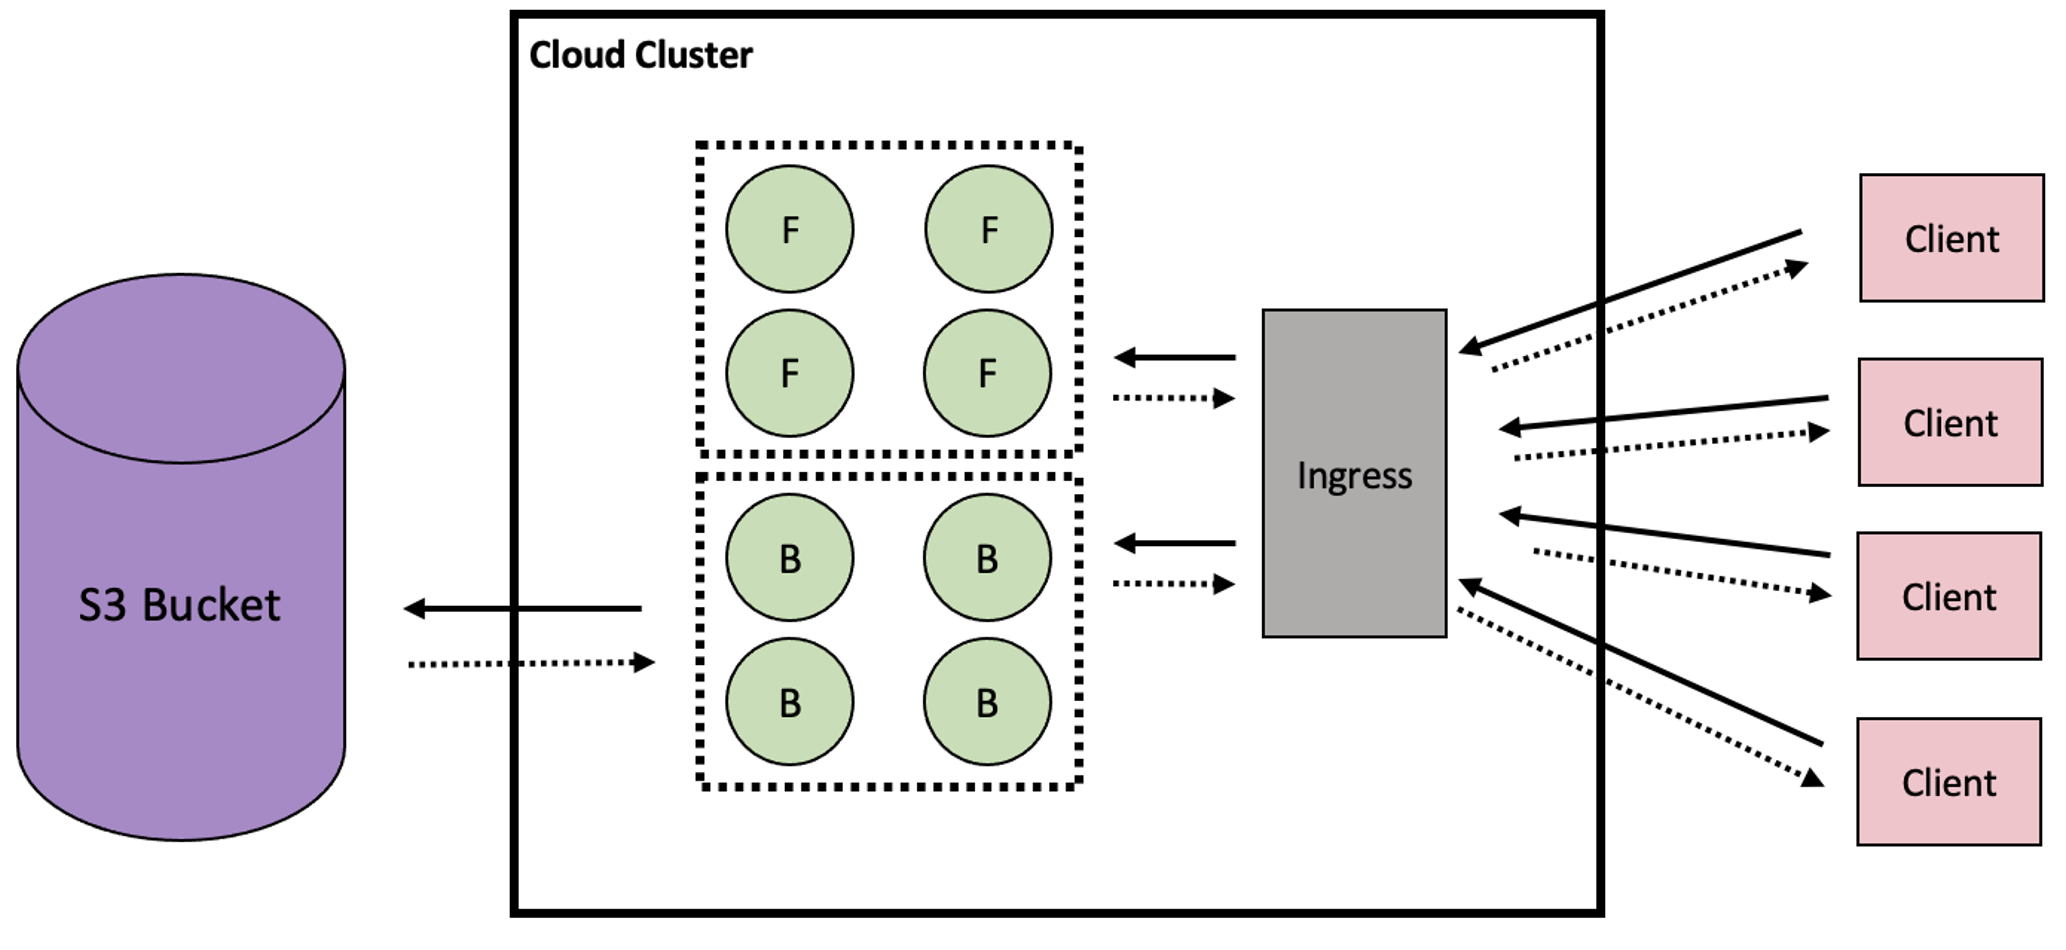 Cloud Cluster
F F
F F
B B
B B
S3 Bucket
Ingress
Client
Client
Client
Client